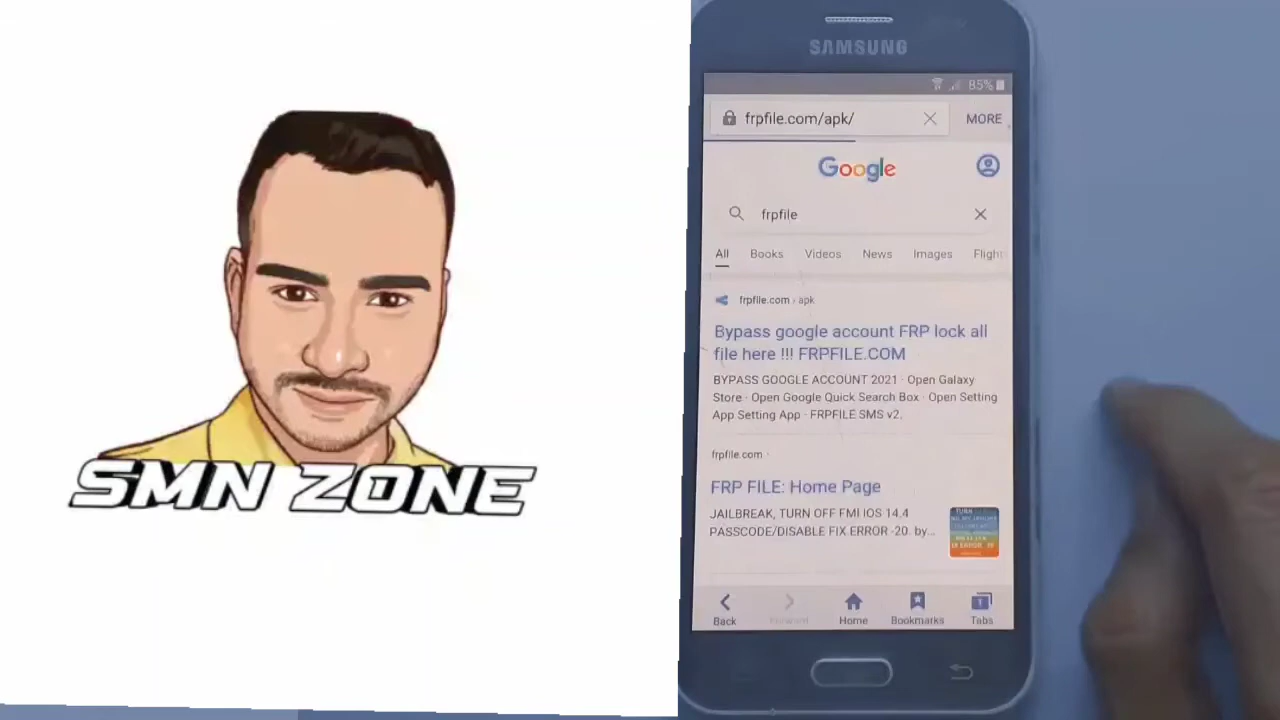 SMN ZONE
SAMSUNG
85%
frpfile.com/apk/
MORE
Google
frpfile
All Books Videos News Images Flight
frpfile.com › apk
Bypass google account FRP lock all
file here !!! FRPFILE.COM
BYPASS GOOGLE ACCOUNT 2021 · Open Galaxy
Store · Open Google Quick Search Box · Open Setting
App Setting App · FRPFILE SMS v2.
frpfile.com ·
FRP FILE: Home Page
JAILBREAK, TURN OFF FMI IOS 14.4
PASSCODE/DISABLE FIX ERROR -20. by...
TURN
Back Forward Home Bookmarks Tabs